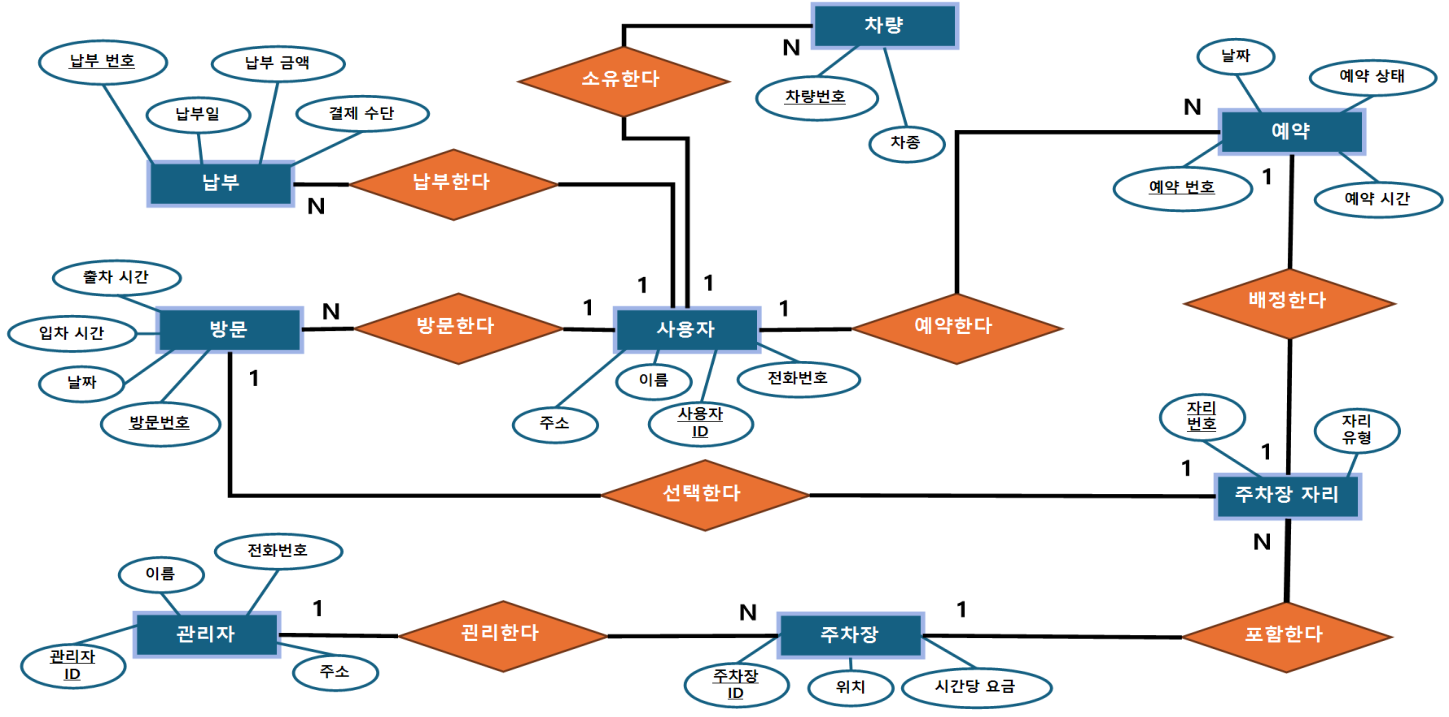 차량
N
소유한다
차량번호
차종
납부 번호
납부 금액
납부일
결제 수단
납부
N
납부한다
날짜
예약 상태
N
예약
예약 번호
1
예약 시간
배정한다
출차 시간
입차 시간
방문
날짜
방문번호
N
방문한다
1
1
1
사용자
1
예약한다
주소
이름
사용자
ID
전화번호
1
선택한다
1
1
자리
번호
자리
유형
주차장 자리
N
전화번호
이름
관리자
관리자
ID
주소
1
괸리한다
N
주차장
1
주차장
ID
위치
시간당 요금
포함한다